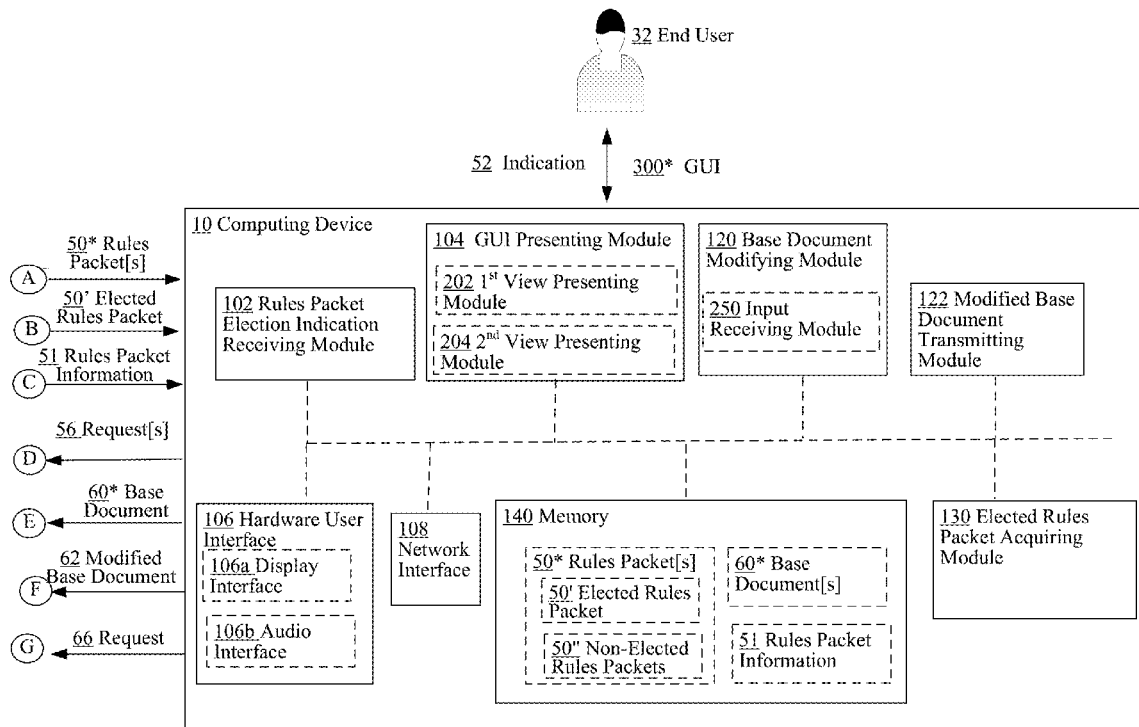 32 End User
52 Indication
300* GUI
10 Computing Device
50* Rules
Packet[s]
A
50' Elected
Rules Packet
B
51 Rules Packet
Information
C
56 Request[s]
D
60* Base
Document
E
62 Modified
Base Document
F
66 Request
G
102 Rules Packet
Election Indication
Receiving Module
104 GUI Presenting Module
202 1st View Presenting
Module
204 2nd View Presenting
Module
120 Base Document
Modifying Module
250 Input
Receiving Module
122 Modified Base
Document
Transmitting
Module
106 Hardware User
Interface
106a Display
Interface
106b Audio
Interface
108
Network
Interface
140 Memory
50* Rules Packet[s]
50' Elected Rules
Packet
50" Non-Elected
Rules Packets
60* Base
Document[s]
51 Rules Packet
Information
130 Elected Rules
Packet Acquiring
Module